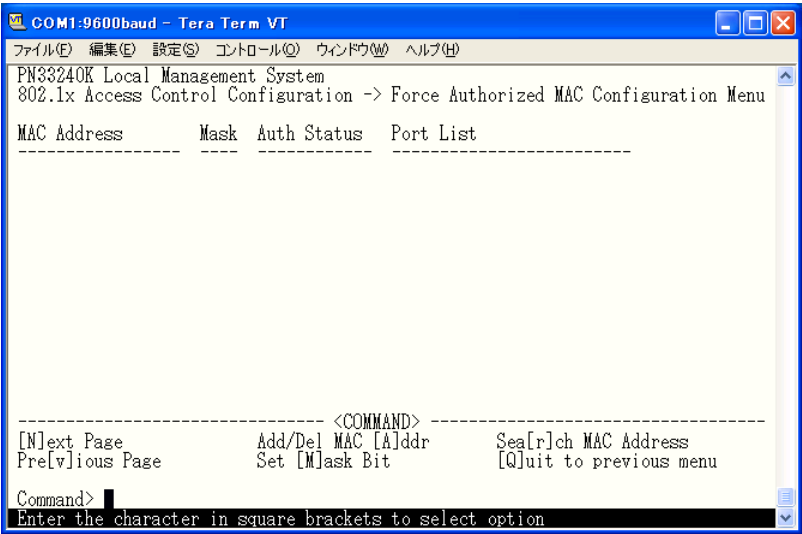 COM1:9600baud - Tera Term VT
ファイル(F) 編集(E) 設定(S) コントロール(O) ウィンドウ(W) ヘルプ(H)
PN33240K Local Management System
802.1x Access Control Configuration -> Force Authorized MAC Configuration Menu
MAC Address Mask Auth Status Port List
----------------- ---- ------------ -------------------------
-------------------------------- <COMMAND> -----------------------------------
[N]ext Page Add/Del MAC [A]ddr Sea[r]ch MAC Address
Pre[v]ious Page Set [M]ask Bit [Q]uit to previous menu
Command>
Enter the character in square brackets to select option